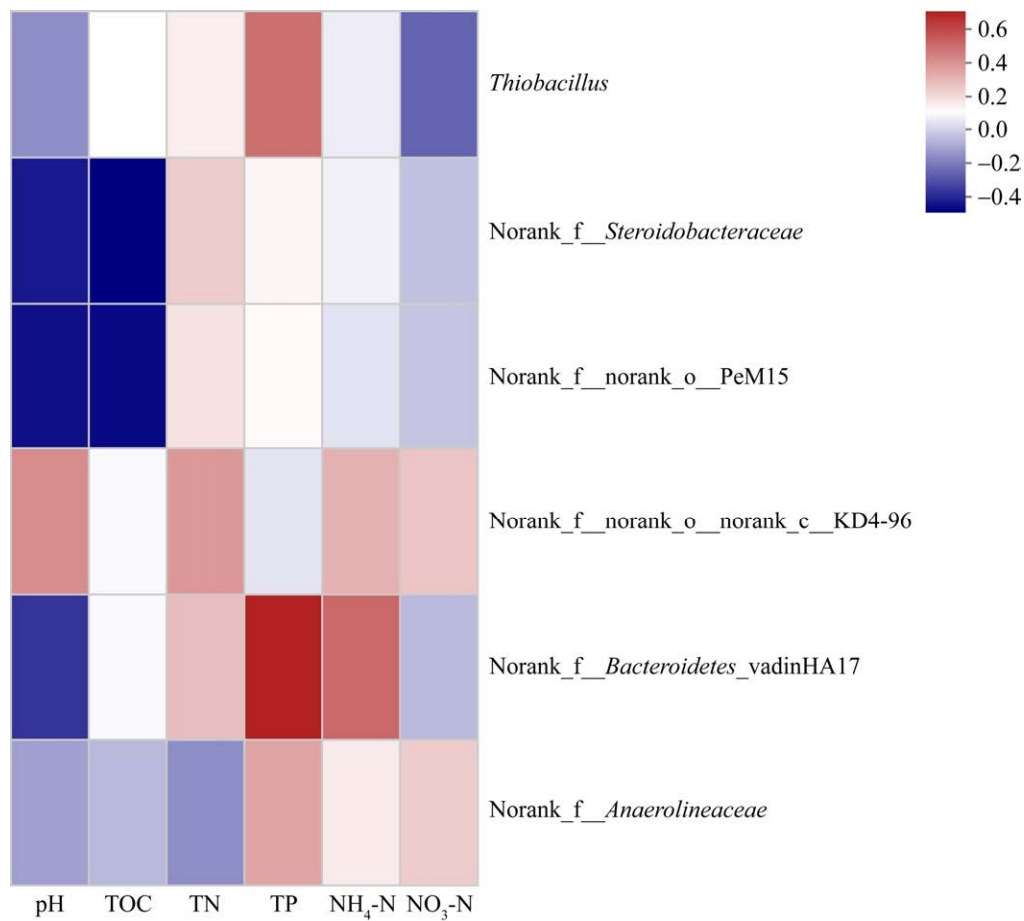 0.6
0.4
0.2
0.0
−0.2
−0.4
Thiobacillus
Norank_f__Steroidobacteraceae
Norank_f__norank_o__PeM15
Norank_f__norank_o__norank_c__KD4-96
Norank_f__Bacteroidetes_vadinHA17
Norank_f__Anaerolineaceae
pH TOC TN TP NH₄-N NO₃-N